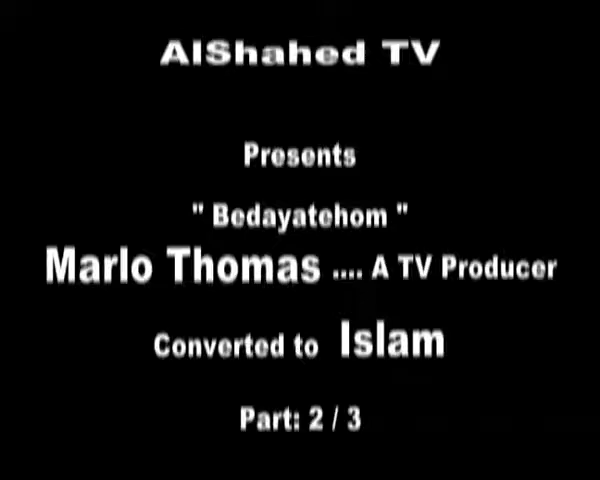 AlShahed TV
Presents
" Bedayatehom "
Marlo Thomas .... A TV Producer
Converted to Islam
Part: 2 / 3